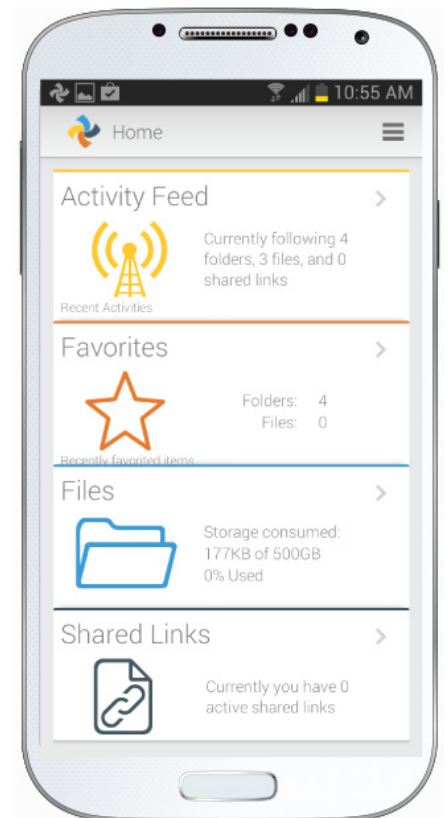 10:55 AM
Home
Activity Feed
Currently following 4
folders, 3 files, and 0
shared links
Recent Activities
Favorites
Folders: 4
Files: 0
Recently favorited items
Files
Storage consumed:
177KB of 500GB
0% Used
Shared Links
Currently you have 0
active shared links